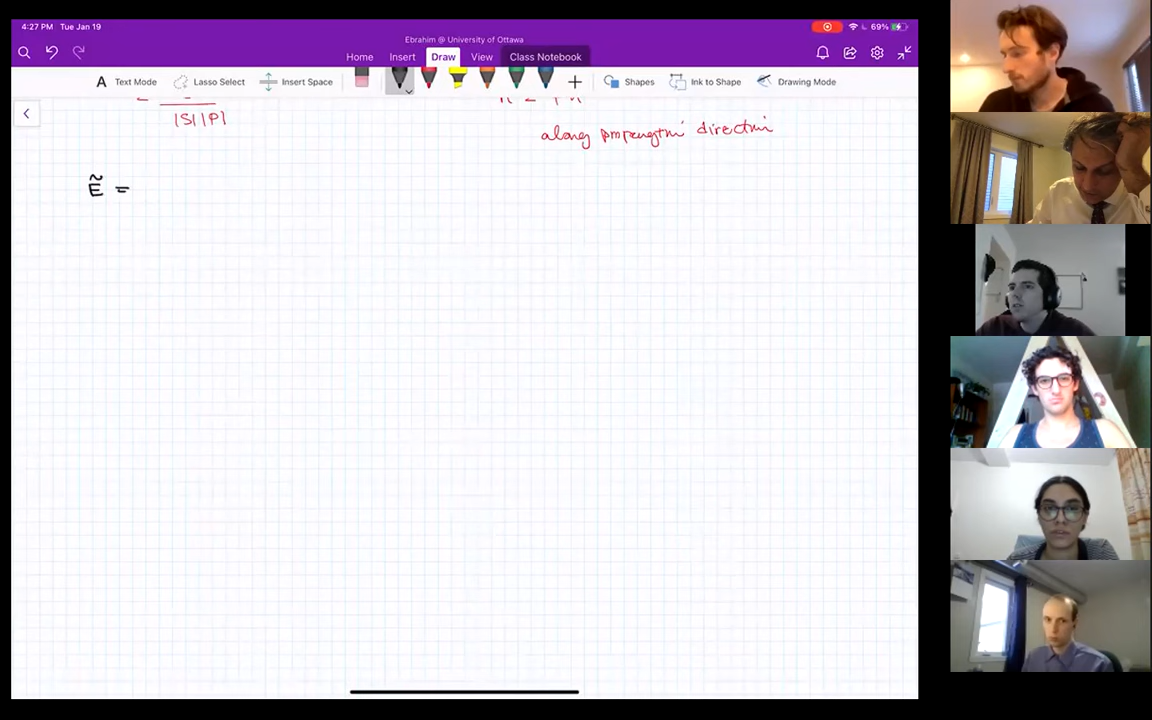 4:27 PM Tue Jan 19
69%
Ebrahim @ University of Ottawa
Home Insert Draw View Class Notebook
A Text Mode Lasso Select Insert Space Shapes Ink to Shape Drawing Mode
|S||P|
along direction
Ẽ =